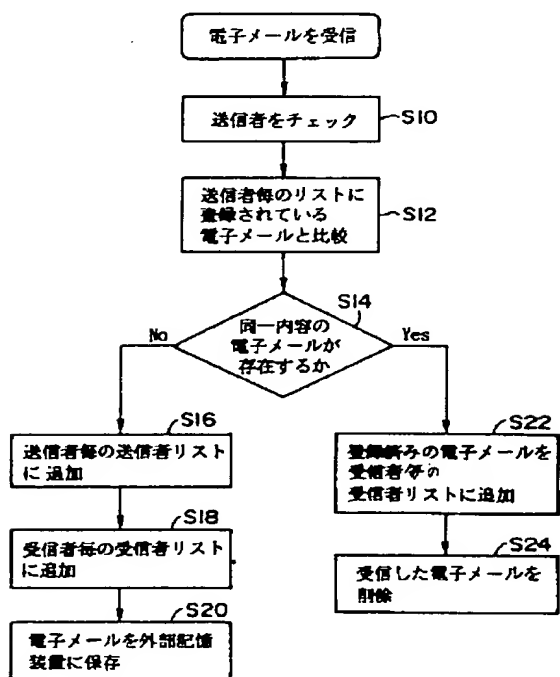 電子メールを受信
送信者をチェック
S10
送信者毎のリストに
登録されている
電子メールと比較
S12
同一内容の
電子メールが
存在するか
S14
No
Yes
送信者毎の送信者リスト
に追加
S16
受信者毎の受信者リスト
に追加
S18
電子メールを外部記憶
装置に保存
S20
登録済みの電子メールを
受信者毎の
受信者リストに追加
S22
受信した電子メールを
削除
S24